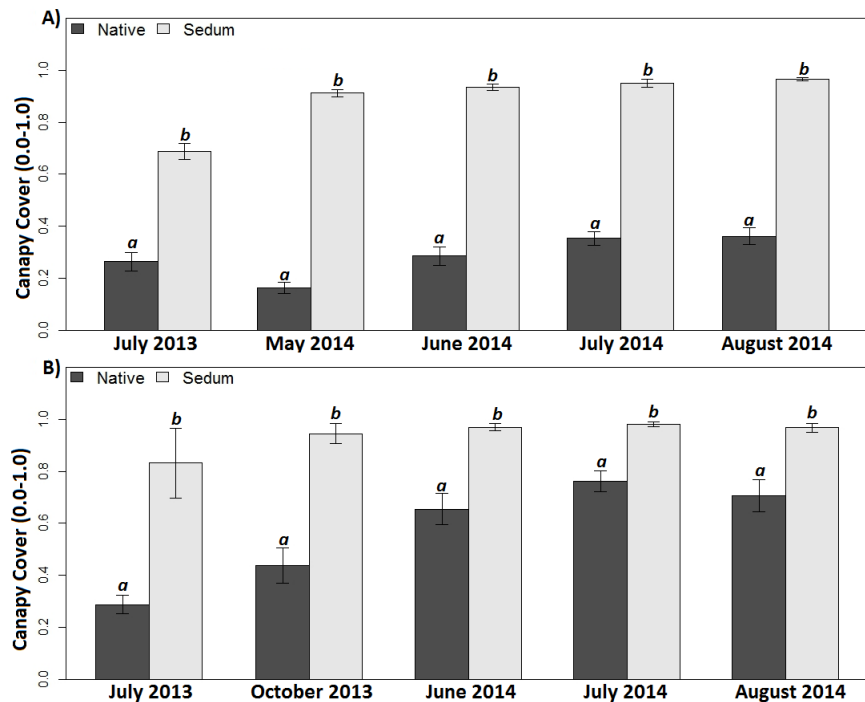 A)
Native Sedum
Canapy Cover (0.0-1.0)
0.0 0.2 0.4 0.6 0.8 1.0
a b a b a b a b a b
July 2013 May 2014 June 2014 July 2014 August 2014
B)
Native Sedum
Canapy Cover (0.0-1.0)
0.0 0.2 0.4 0.6 0.8 1.0
a b a b a b a b a b
July 2013 October 2013 June 2014 July 2014 August 2014